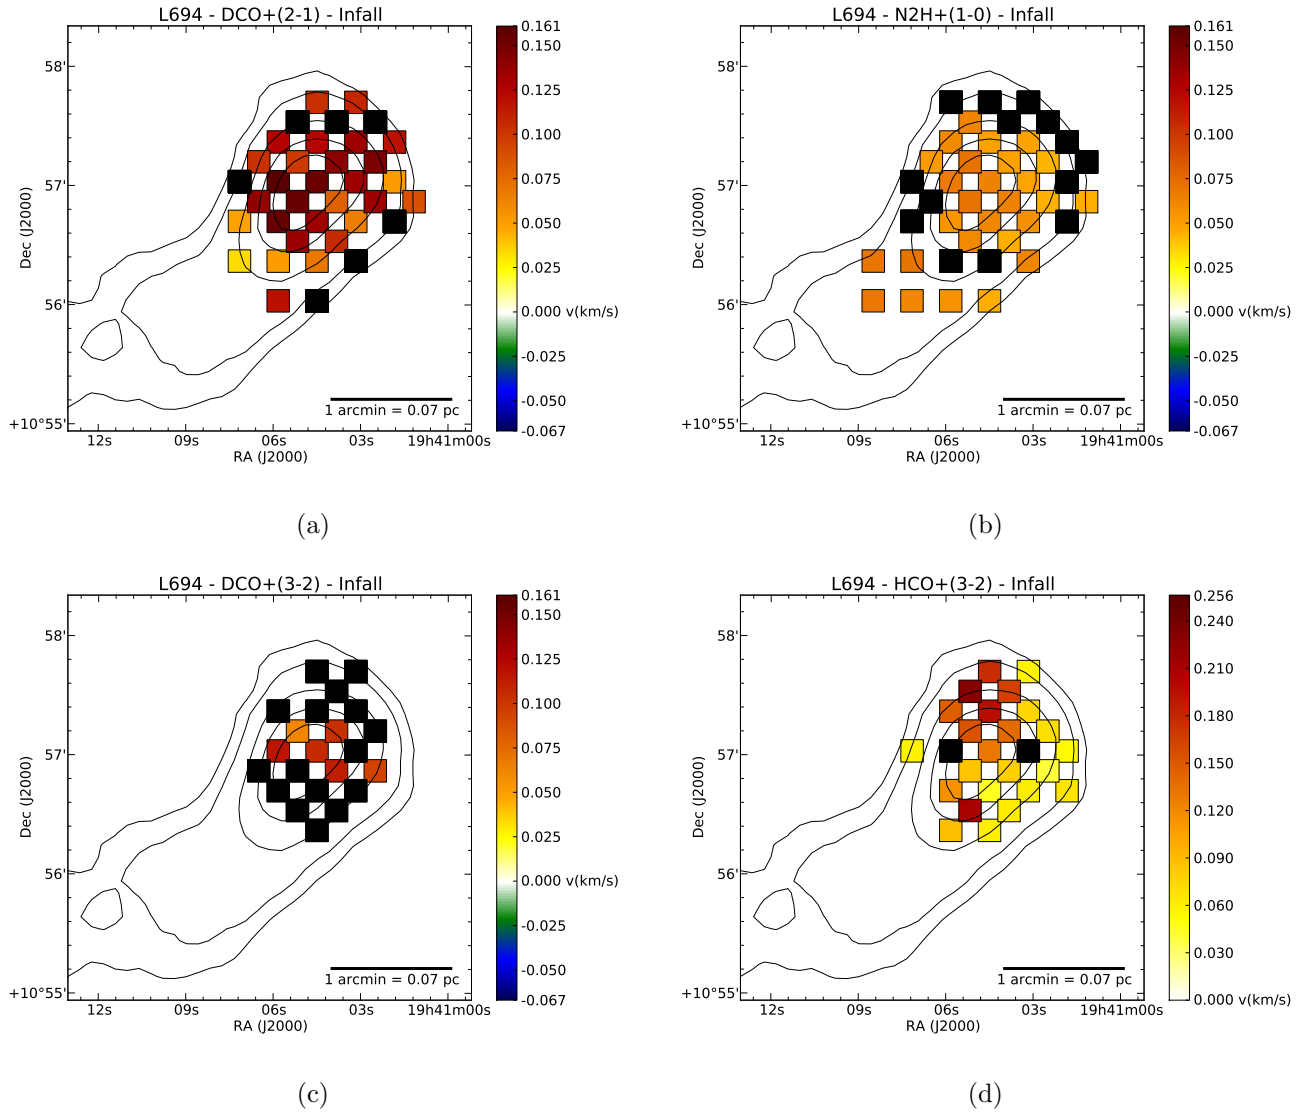 L694 - DCO+(2-1) - Infall
58'
57'
56'
+10°55'
Dec (J2000)
12s 09s 06s 03s 19h41m00s
RA (J2000)
1 arcmin = 0.07 pc
0.161
0.150
0.125
0.100
0.075
0.050
0.025
0.000 v(km/s)
-0.025
-0.050
-0.067
(a)
L694 - N2H+(1-0) - Infall
58'
57'
56'
+10°55'
Dec (J2000)
12s 09s 06s 03s 19h41m00s
RA (J2000)
1 arcmin = 0.07 pc
0.161
0.150
0.125
0.100
0.075
0.050
0.025
0.000 v(km/s)
-0.025
-0.050
-0.067
(b)
L694 - DCO+(3-2) - Infall
58'
57'
56'
+10°55'
Dec (J2000)
12s 09s 06s 03s 19h41m00s
RA (J2000)
1 arcmin = 0.07 pc
0.161
0.150
0.125
0.100
0.075
0.050
0.025
0.000 v(km/s)
-0.025
-0.050
-0.067
(c)
L694 - HCO+(3-2) - Infall
58'
57'
56'
+10°55'
Dec (J2000)
12s 09s 06s 03s 19h41m00s
RA (J2000)
1 arcmin = 0.07 pc
0.256
0.240
0.210
0.180
0.150
0.120
0.090
0.060
0.030
0.000 v(km/s)
(d)